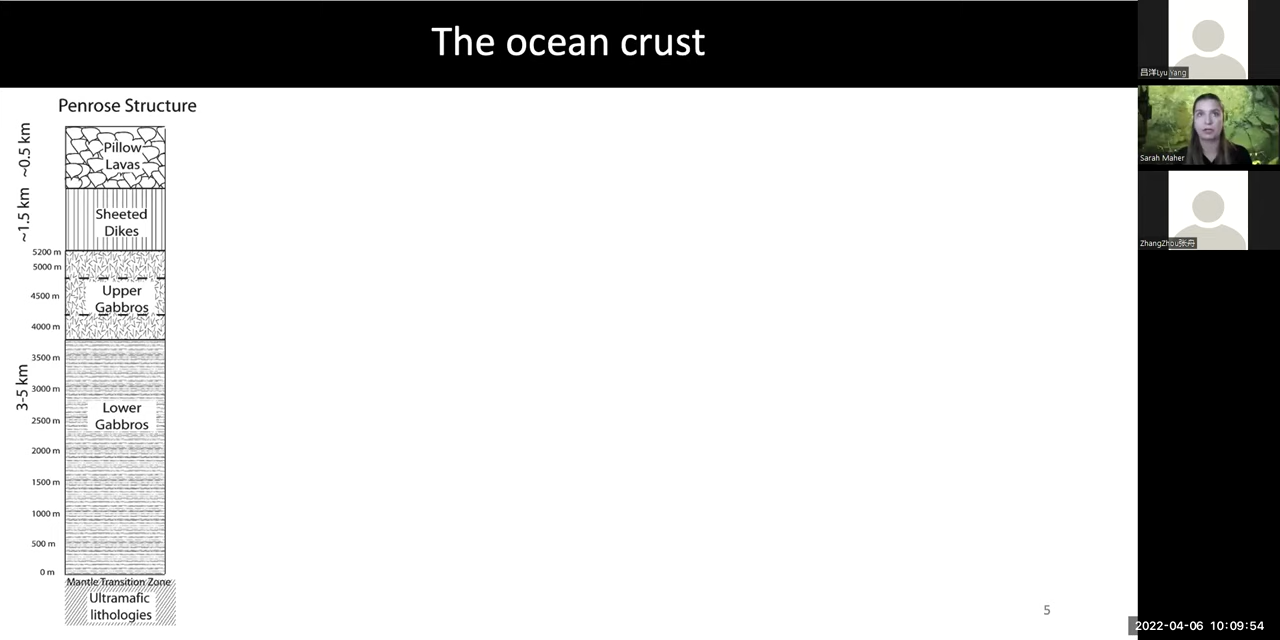 The ocean crust
Penrose Structure
~0.5 km
Pillow
Lavas
~1.5 km
Sheeted
Dikes
5200 m
5000 m
Upper
4500 m
Gabbros
4000 m
3500 m
3-5 km
3000 m
Lower
2500 m
Gabbros
2000 m
1500 m
1000 m
500 m
0 m
Mantle Transition Zone
Ultramafic
lithologies
5
吕洋Lyu Yang
Sarah Maher
ZhangZhou张舟
2022-04-06 10:09:54